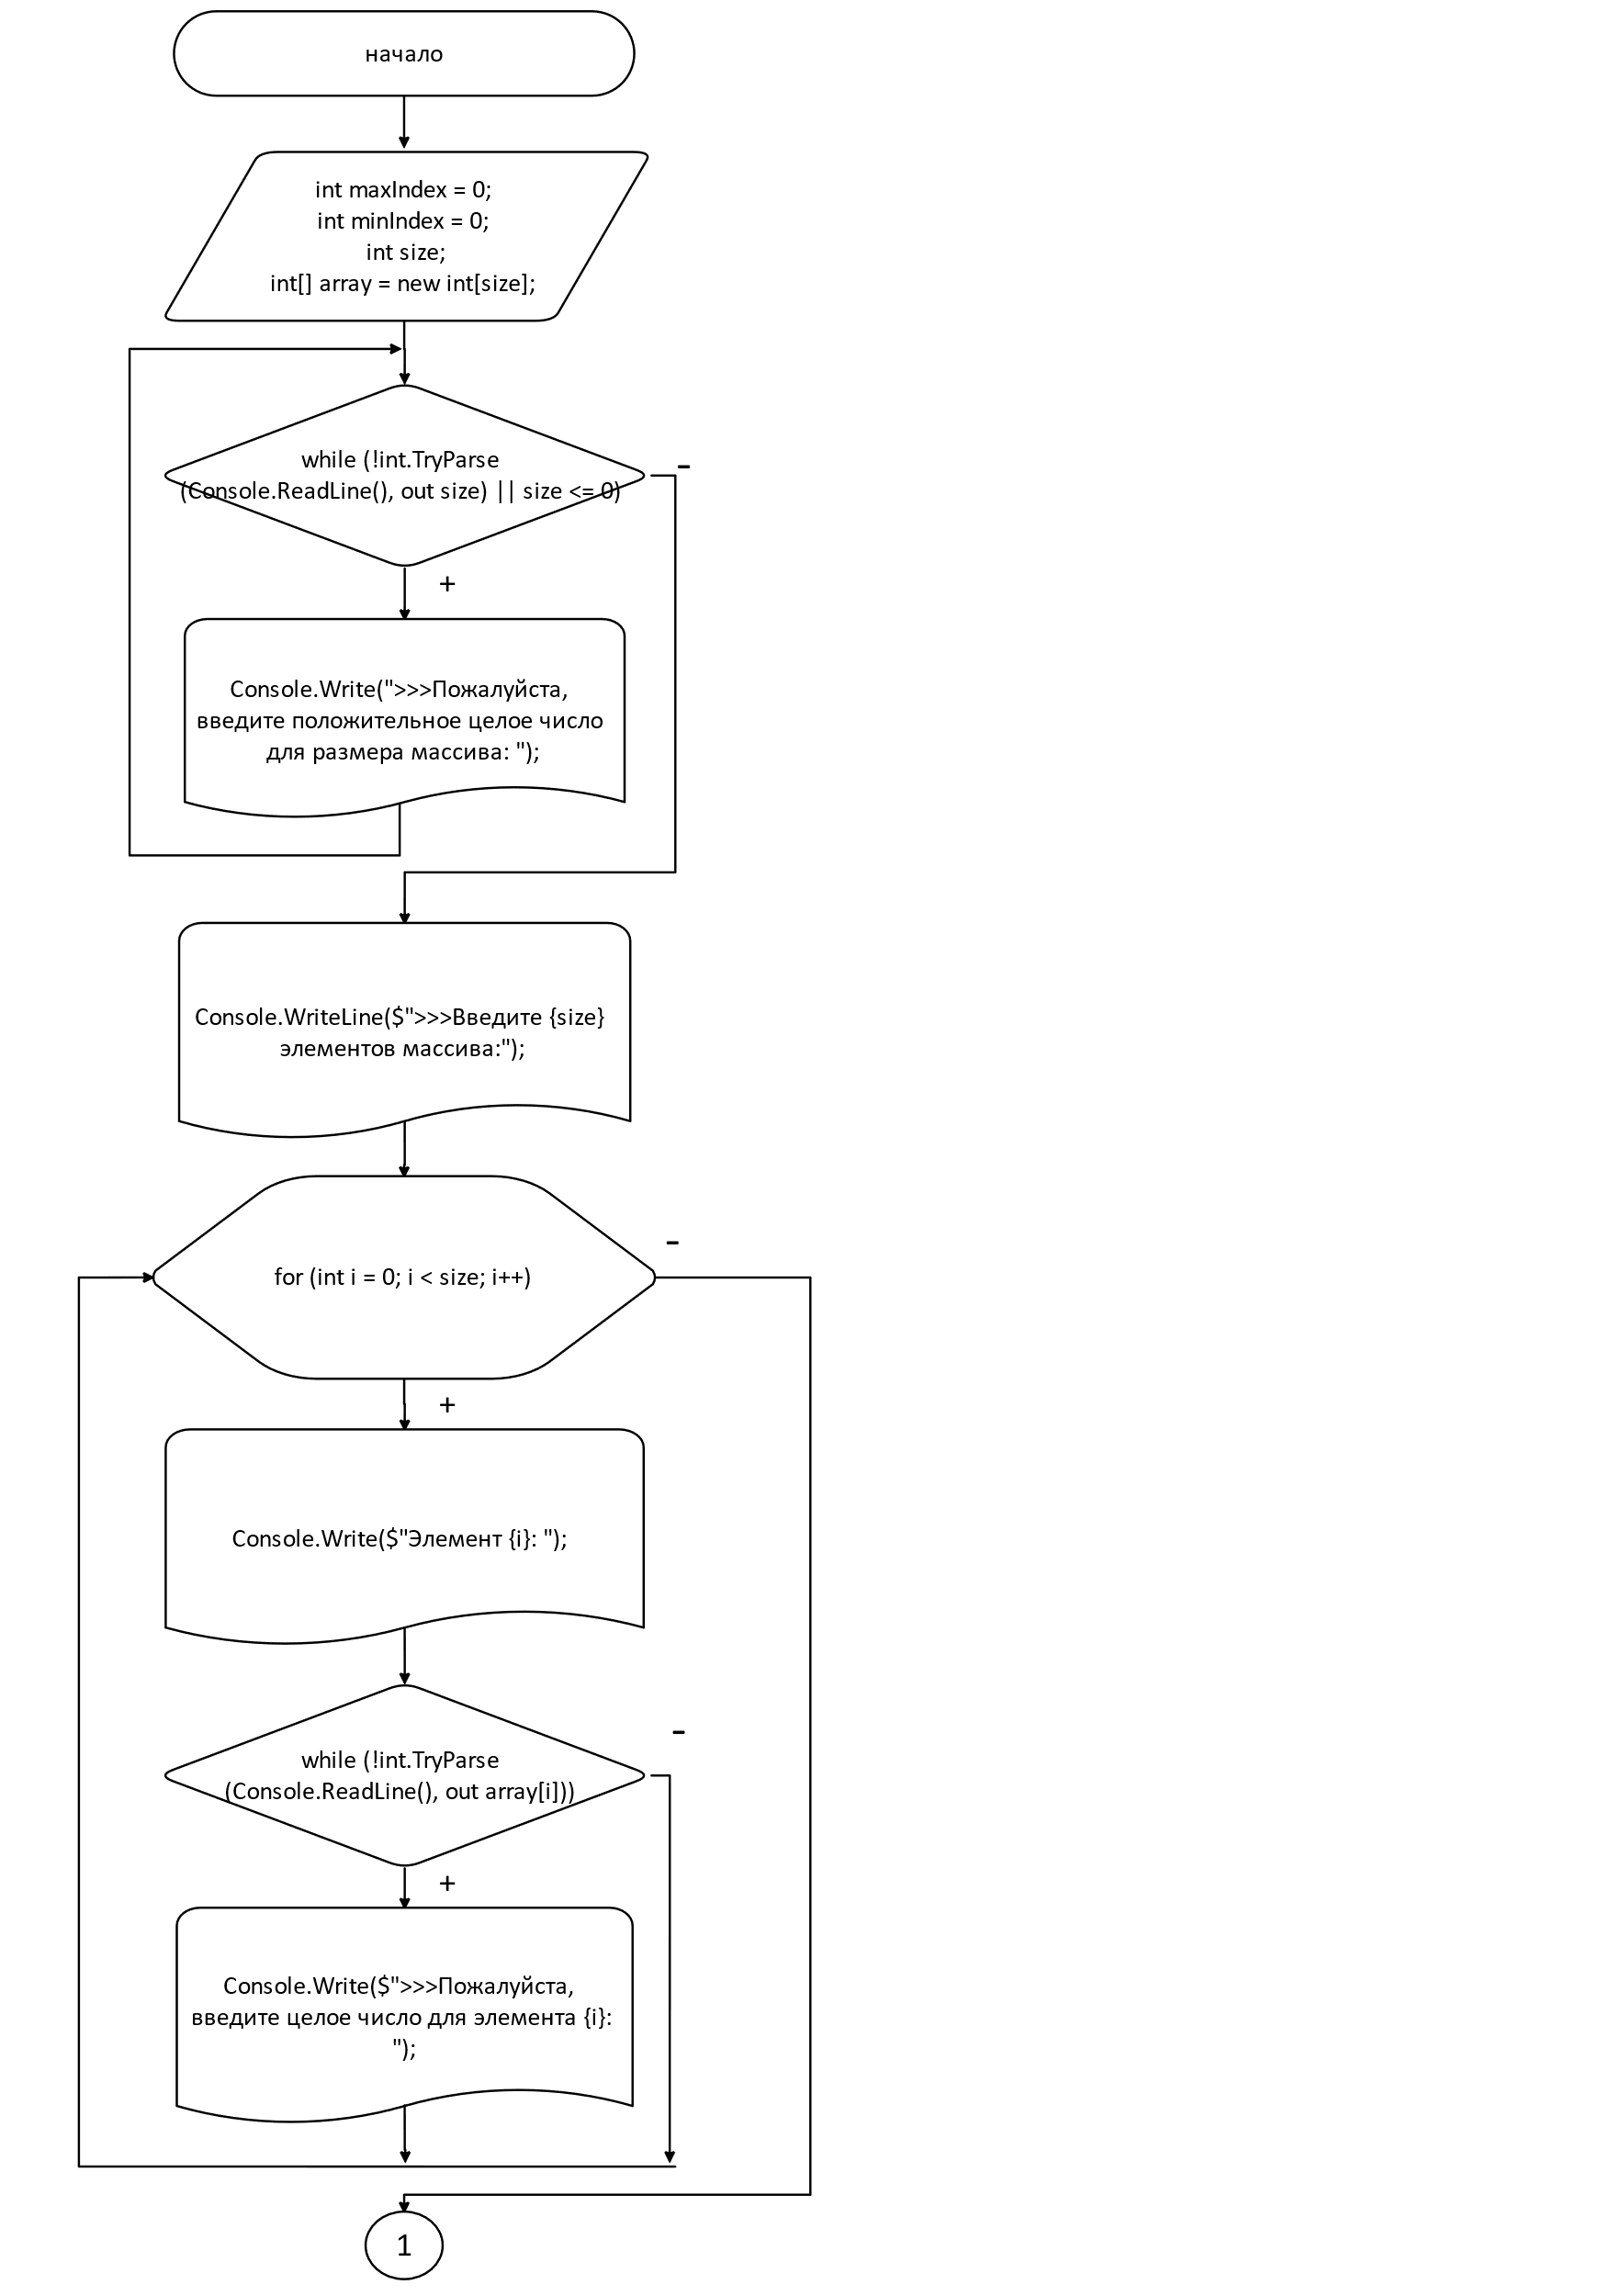 начало
int maxIndex = 0;
int minIndex = 0;
int size;
int[] array = new int[size];
while (!int.TryParse
(Console.ReadLine(), out size) || size <= 0)
-
+
Console.Write(">>>Пожалуйста,
введите положительное целое число
для размера массива: ");
Console.WriteLine($">>>Введите {size}
элементов массива:");
-
for (int i = 0; i < size; i++)
+
Console.Write($"Элемент {i}: ");
-
while (!int.TryParse
(Console.ReadLine(), out array[i]))
+
Console.Write($">>>Пожалуйста,
введите целое число для элемента {i}:
");
1